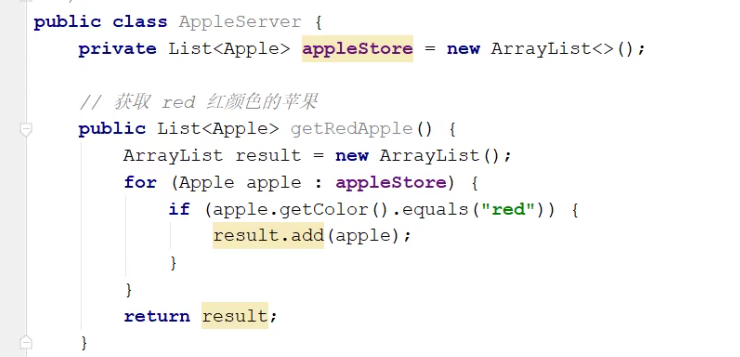 public class AppleServer {
    private List<Apple> appleStore = new ArrayList<>();
    // 获取 red 红颜色的苹果
    public List<Apple> getRedApple() {
        ArrayList result = new ArrayList();
        for (Apple apple : appleStore) {
            if (apple.getColor().equals("red")) {
                result.add(apple);
            }
        }
        return result;
    }